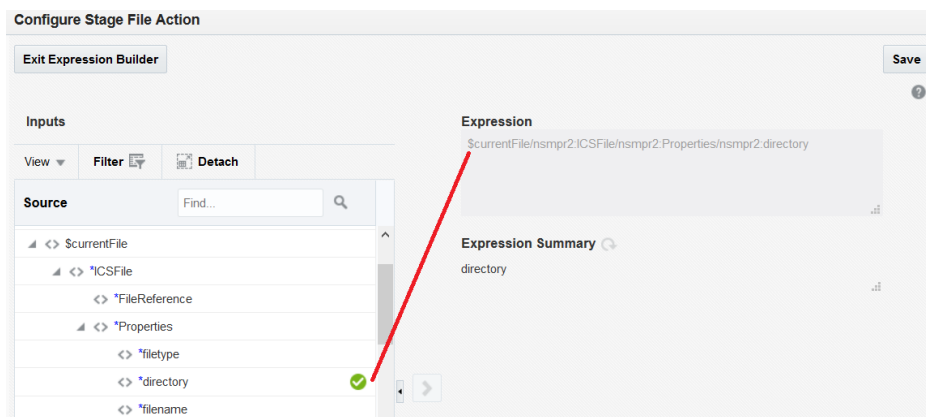 Configure Stage File Action
Exit Expression Builder
Save
Inputs
View
Filter
Detach
Source
Find...
$currentFile
*ICSFile
*FileReference
*Properties
*filetype
*directory
*filename
Expression
$currentFile/nsmpr2:ICSFile/nsmpr2:Properties/nsmpr2:directory
Expression Summary
directory